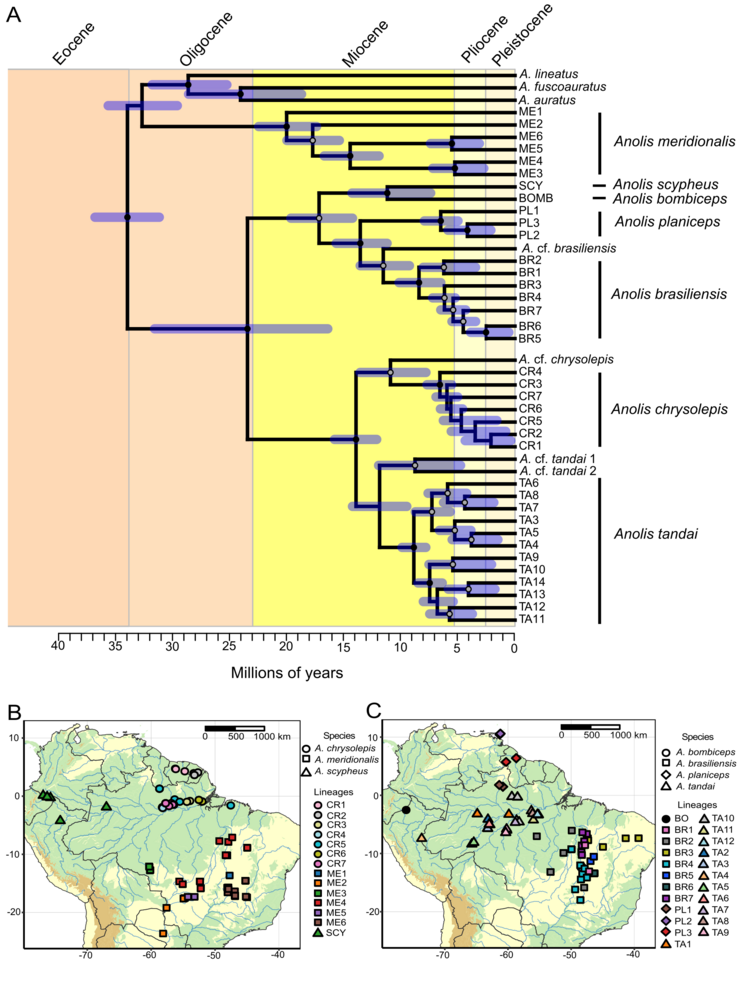 A
Eocene
Oligocene
Miocene
Pliocene
Pleistocene
A. lineatus
A. fuscoauratus
A. auratus
ME1
ME2
ME6
ME5
ME4
ME3
Anolis meridionalis
SCY
Anolis scypheus
BOMB
Anolis bombiceps
PL1
PL3
PL2
Anolis planiceps
A. cf. brasiliensis
BR2
BR1
BR3
BR4
BR7
BR6
BR5
Anolis brasiliensis
A. cf. chrysolepis
CR4
CR3
CR7
CR6
CR5
CR2
CR1
Anolis chrysolepis
A. cf. tandai 1
A. cf. tandai 2
TA6
TA8
TA7
TA3
TA5
TA4
TA9
TA10
TA14
TA13
TA12
TA11
Anolis tandai
40 35 30 25 20 15 10 5 0
Millions of years
B
0 500 1000 km
10
0
-10
-20
-70 -60 -50 -40
Species
A. chrysolepis
A. meridionalis
A. scypheus
Lineages
CR1
CR2
CR3
CR4
CR5
CR6
CR7
ME1
ME2
ME3
ME4
ME5
ME6
SCY
C
0 500 1000 km
10
0
-10
-20
-70 -60 -50 -40
Species
A. bombiceps
A. brasiliensis
A. planiceps
A. tandai
Lineages
BO TA10
BR1 TA11
BR2 TA12
BR3 TA2
BR4 TA3
BR5 TA4
BR6 TA5
BR7 TA6
PL1 TA7
PL2 TA8
PL3 TA9
TA1